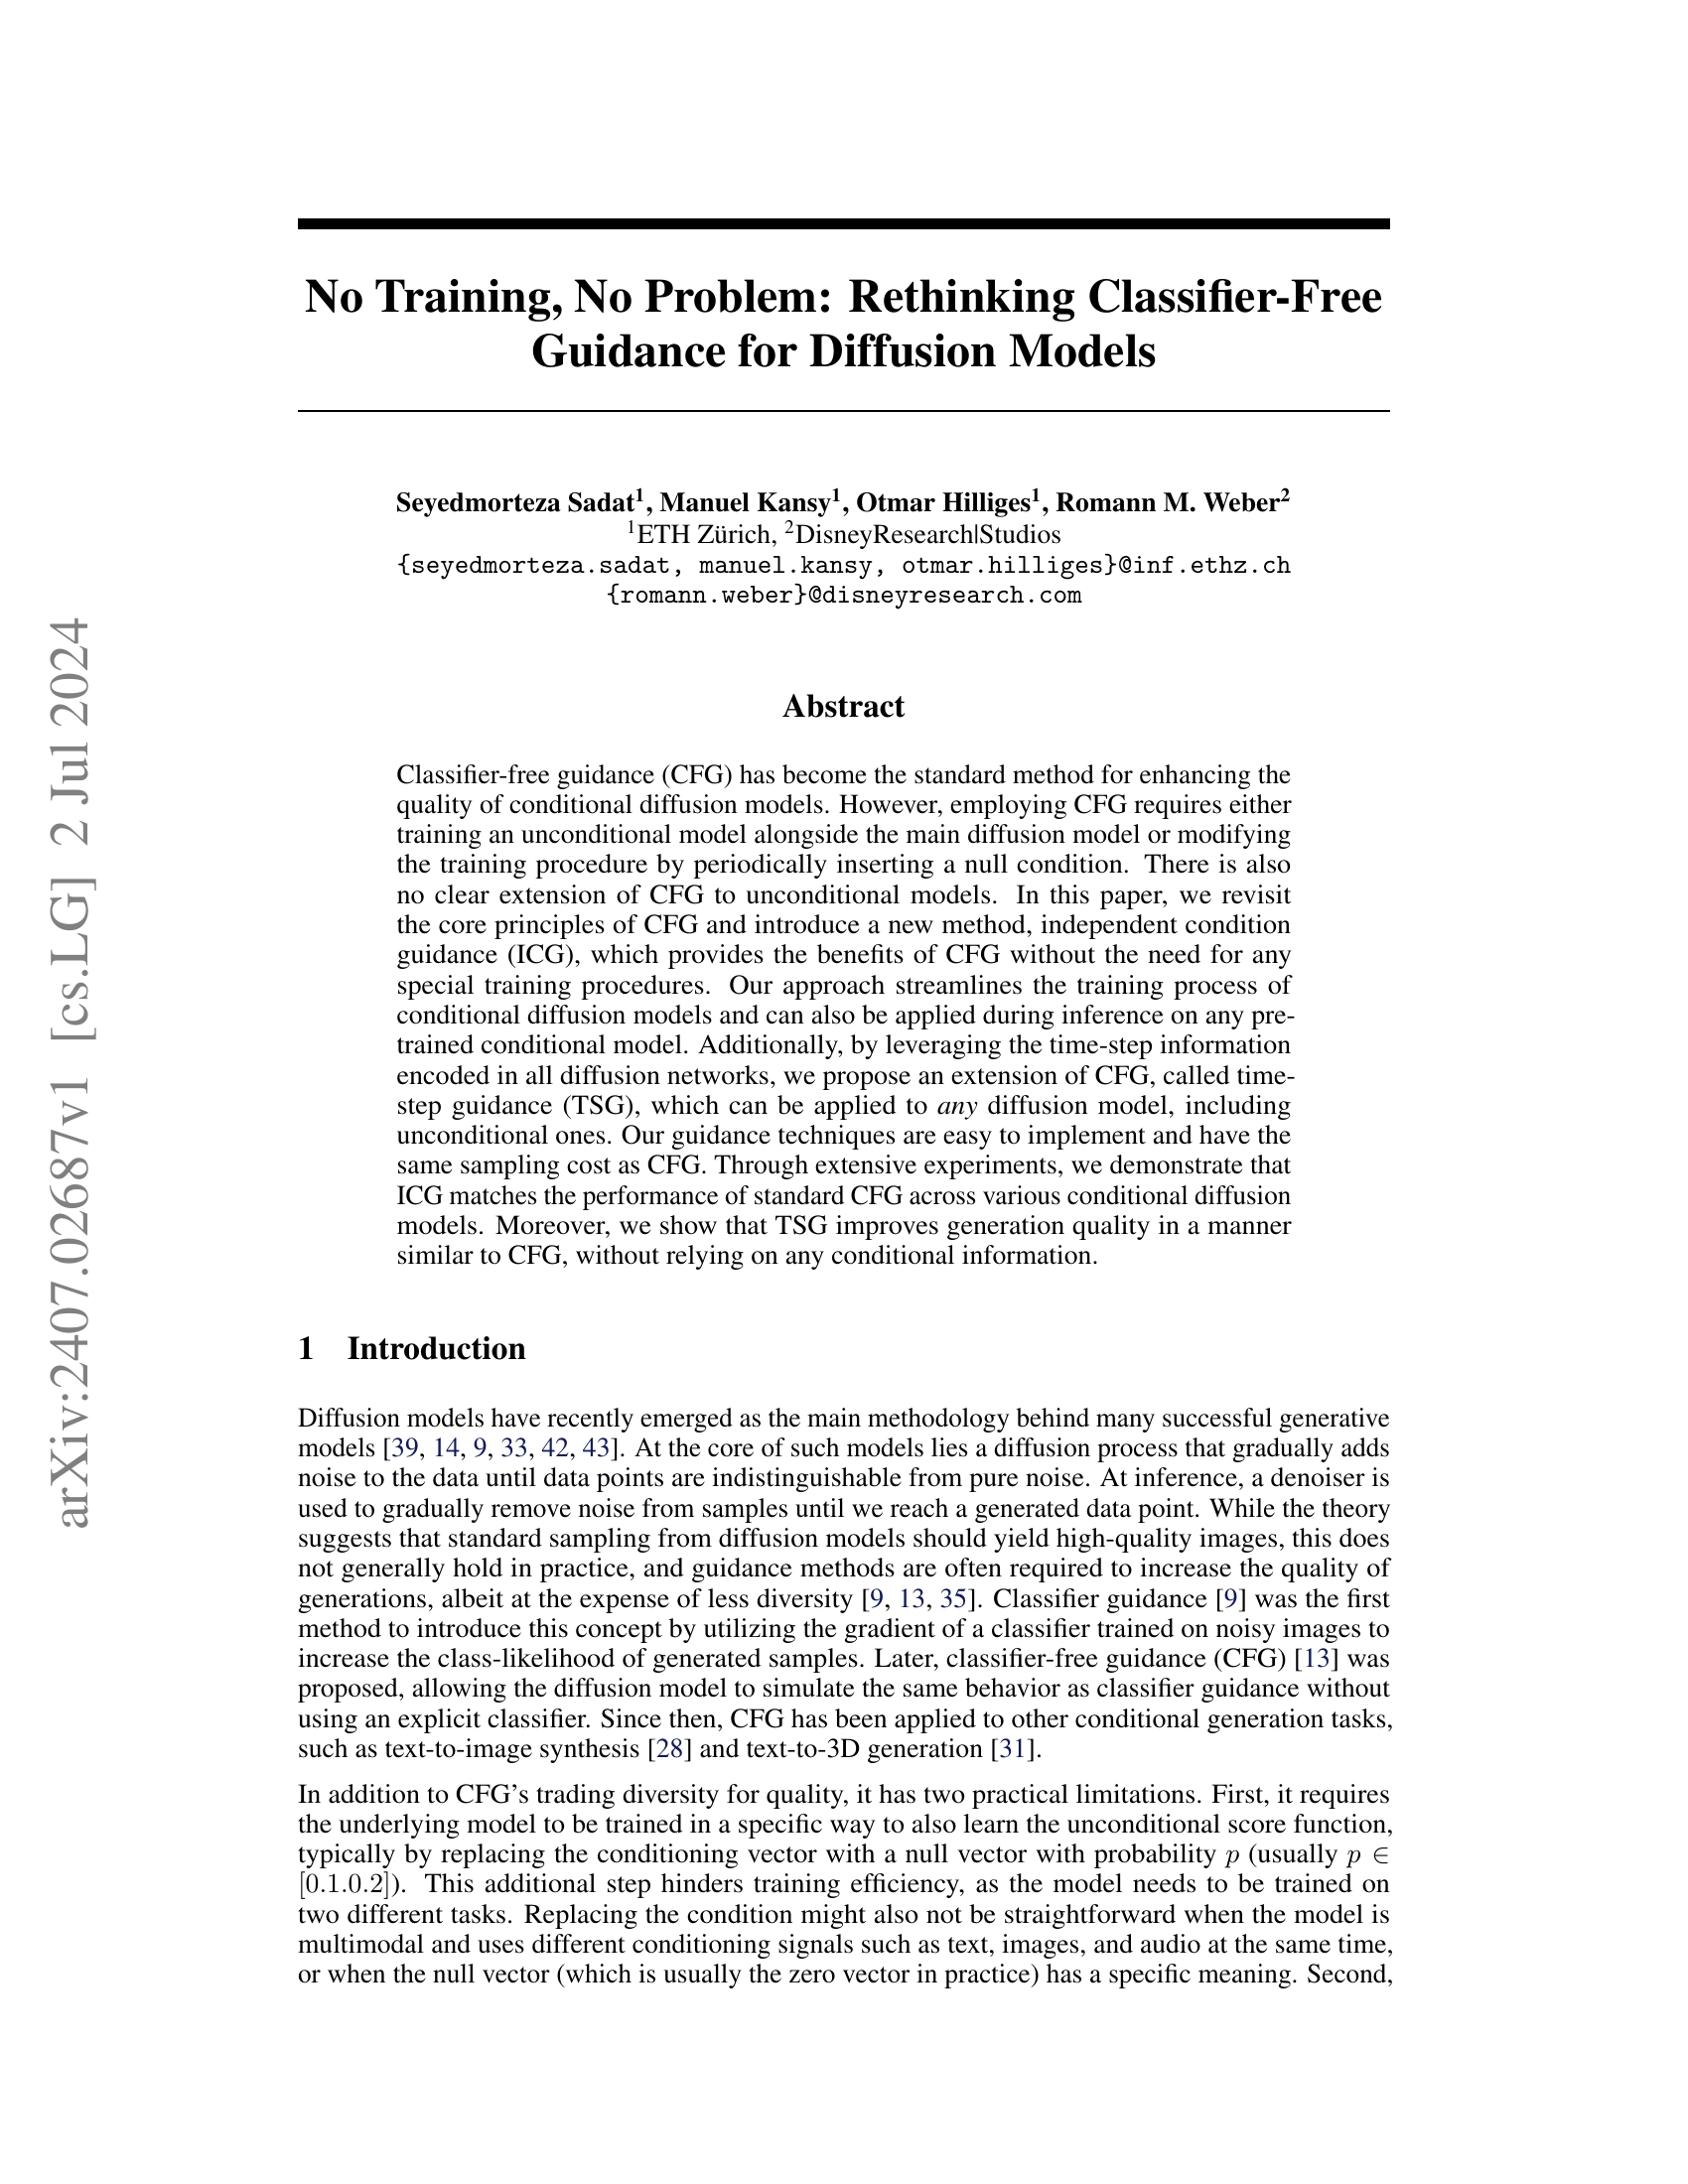 arXiv:2407.02687v1 [cs.LG] 2 Jul 2024
No Training, No Problem: Rethinking Classifier-Free
Guidance for Diffusion Models
Seyedmorteza Sadat¹, Manuel Kansy¹, Otmar Hilliges¹, Romann M. Weber²
¹ETH Zürich, ²DisneyResearch|Studios
{seyedmorteza.sadat, manuel.kansy, otmar.hilliges}@inf.ethz.ch
{romann.weber}@disneyresearch.com
Abstract
Classifier-free guidance (CFG) has become the standard method for enhancing the
quality of conditional diffusion models. However, employing CFG requires either
training an unconditional model alongside the main diffusion model or modifying
the training procedure by periodically inserting a null condition. There is also
no clear extension of CFG to unconditional models. In this paper, we revisit
the core principles of CFG and introduce a new method, independent condition
guidance (ICG), which provides the benefits of CFG without the need for any
special training procedures. Our approach streamlines the training process of
conditional diffusion models and can also be applied during inference on any pre-
trained conditional model. Additionally, by leveraging the time-step information
encoded in all diffusion networks, we propose an extension of CFG, called time-
step guidance (TSG), which can be applied to any diffusion model, including
unconditional ones. Our guidance techniques are easy to implement and have the
same sampling cost as CFG. Through extensive experiments, we demonstrate that
ICG matches the performance of standard CFG across various conditional diffusion
models. Moreover, we show that TSG improves generation quality in a manner
similar to CFG, without relying on any conditional information.
1 Introduction
Diffusion models have recently emerged as the main methodology behind many successful generative
models [39, 14, 9, 33, 42, 43]. At the core of such models lies a diffusion process that gradually adds
noise to the data until data points are indistinguishable from pure noise. At inference, a denoiser is
used to gradually remove noise from samples until we reach a generated data point. While the theory
suggests that standard sampling from diffusion models should yield high-quality images, this does
not generally hold in practice, and guidance methods are often required to increase the quality of
generations, albeit at the expense of less diversity [9, 13, 35]. Classifier guidance [9] was the first
method to introduce this concept by utilizing the gradient of a classifier trained on noisy images to
increase the class-likelihood of generated samples. Later, classifier-free guidance (CFG) [13] was
proposed, allowing the diffusion model to simulate the same behavior as classifier guidance without
using an explicit classifier. Since then, CFG has been applied to other conditional generation tasks,
such as text-to-image synthesis [28] and text-to-3D generation [31].
In addition to CFG's trading diversity for quality, it has two practical limitations. First, it requires
the underlying model to be trained in a specific way to also learn the unconditional score function,
typically by replacing the conditioning vector with a null vector with probability p (usually p ∈
[0.1.0.2]). This additional step hinders training efficiency, as the model needs to be trained on
two different tasks. Replacing the condition might also not be straightforward when the model is
multimodal and uses different conditioning signals such as text, images, and audio at the same time,
or when the null vector (which is usually the zero vector in practice) has a specific meaning. Second,